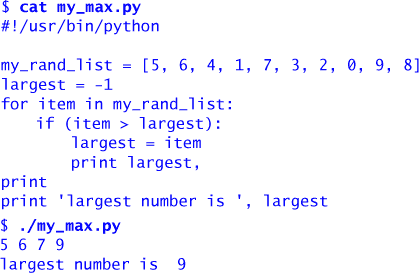 $ cat my_max.py
#!/usr/bin/python

my_rand_list = [5, 6, 4, 1, 7, 3, 2, 0, 9, 8]
largest = -1
for item in my_rand_list:
    if (item > largest):
        largest = item
        print largest,
print
print 'largest number is ', largest
$ ./my_max.py
5 6 7 9
largest number is  9